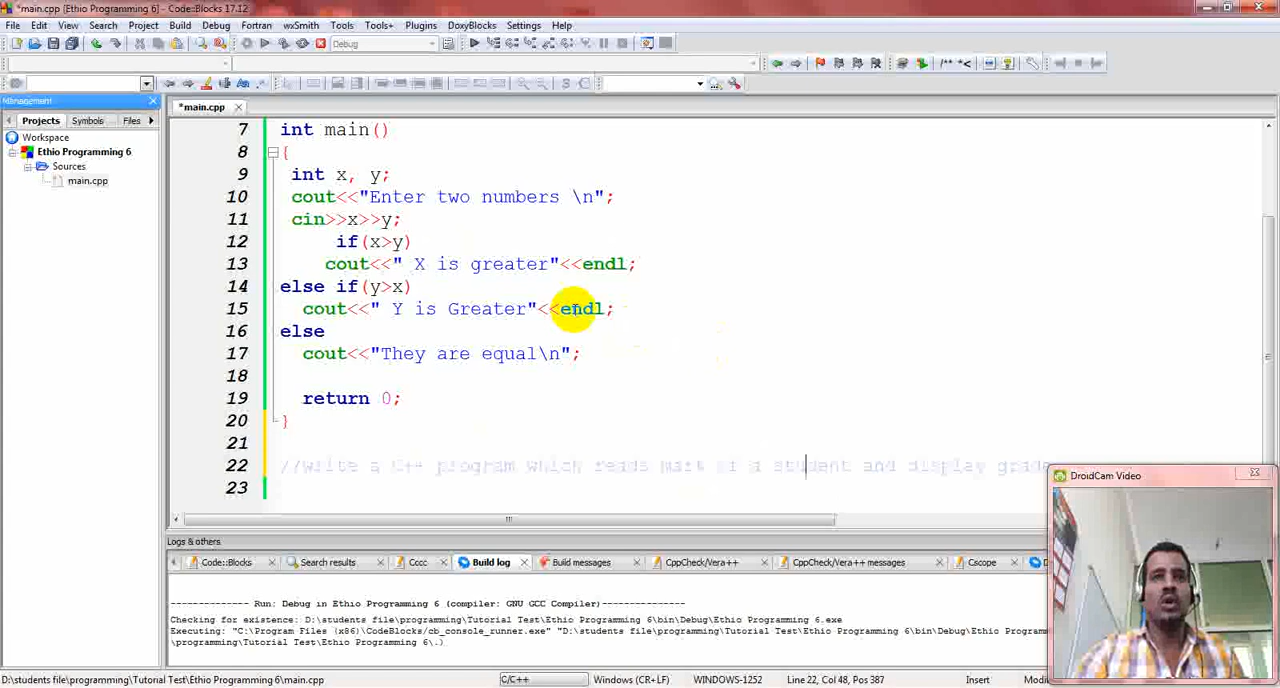 *main.cpp [Ethio Programming 6] - Code::Blocks 17.12
File Edit View Search Project Build Debug Fortran wxSmith Tools Tools+ Plugins DoxyBlocks Settings Help
Debug
Management
*main.cpp
Projects Symbols Files
Workspace
Ethio Programming 6
Sources
main.cpp
7 int main()
8 {
9 int x, y;
10 cout<<"Enter two numbers \n";
11 cin>>x>>y;
12 if(x>y)
13 cout<<" X is greater"<<endl;
14 else if(y>x)
15 cout<<" Y is Greater"<<endl;
16 else
17 cout<<"They are equal\n";
18
19 return 0;
20 }
21
22 //write a C++ program which reads mark of a student and display grade
23
DroidCam Video
Logs & others
Code::Blocks Search results Cccc Build log Build messages CppCheck/Vera++ CppCheck/Vera++ messages Cscope
-------------- Run: Debug in Ethio Programming 6 (compiler: GNU GCC Compiler)---------------
Checking for existence: D:\students file\programming\Tutorial Test\Ethio Programming 6\bin\Debug\Ethio Programming 6.exe
Executing: "C:\Program Files (x86)\CodeBlocks/cb_console_runner.exe" "D:\students file\programming\Tutorial Test\Ethio Programming 6\bin\Debug\Ethio Programm
\programming\Tutorial Test\Ethio Programming 6\.)
D:\students file\programming\Tutorial Test\Ethio Programming 6\main.cpp C/C++ Windows (CR+LF) WINDOWS-1252 Line 22, Col 48, Pos 387 Insert